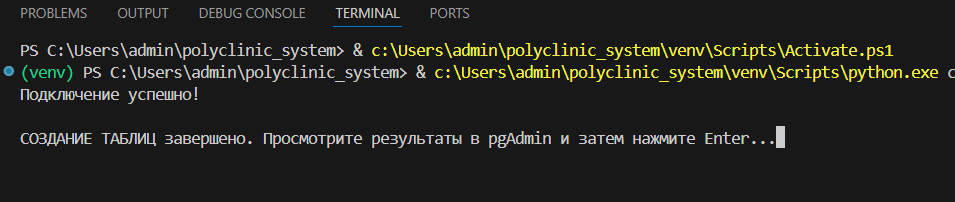 PROBLEMS OUTPUT DEBUG CONSOLE TERMINAL PORTS
PS C:\Users\admin\polyclinic_system> & c:\Users\admin\polyclinic_system\venv\Scripts\Activate.ps1
(venv) PS C:\Users\admin\polyclinic_system> & c:\Users\admin\polyclinic_system\venv\Scripts\python.exe c
Подключение успешно!
СОЗДАНИЕ ТАБЛИЦ завершено. Просмотрите результаты в pgAdmin и затем нажмите Enter...